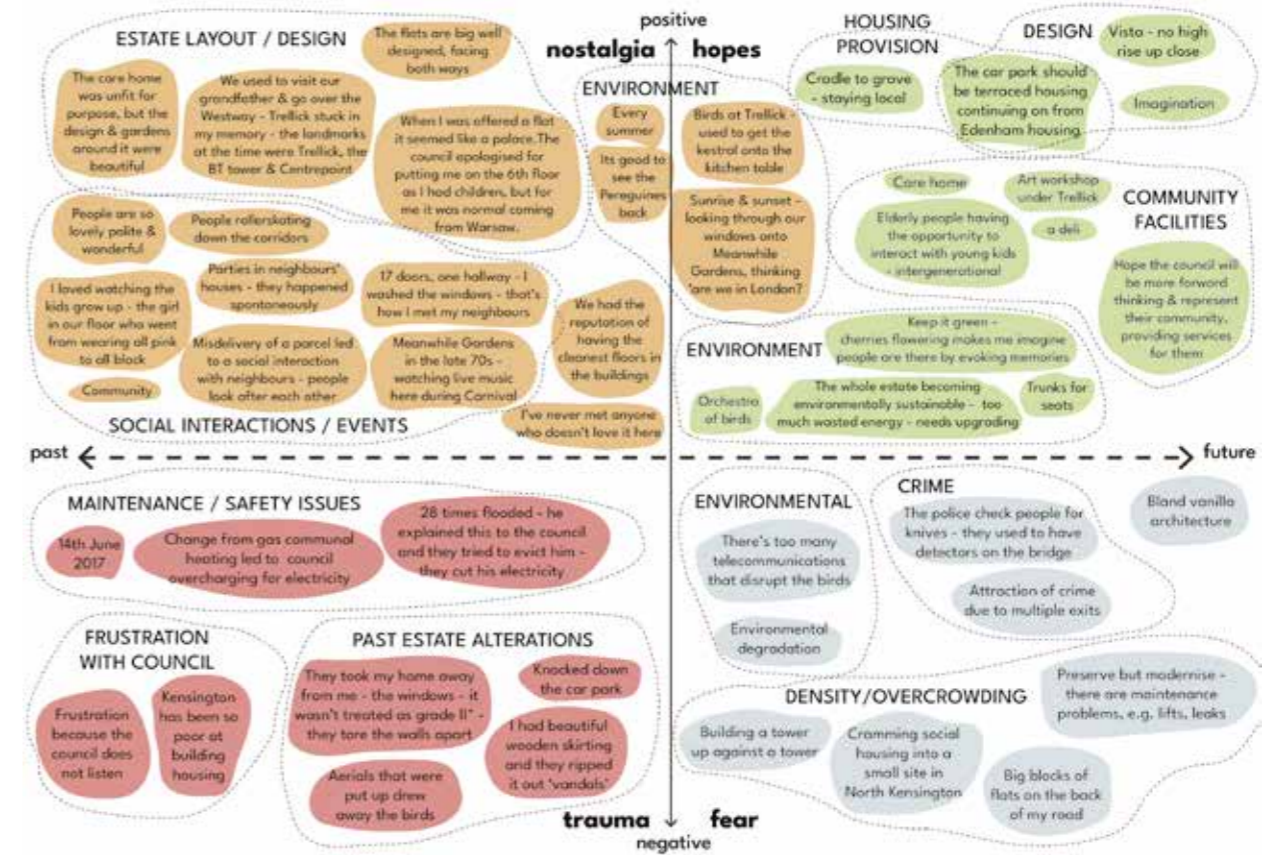 positive
nostalgia
hopes
ESTATE LAYOUT / DESIGN
The flats are big well
designed, facing
both ways
The care home
was unfit for
purpose, but the
design & gardens
around it were
beautiful
We used to visit our
grandfather & go over the
Westway - Trellick stuck in
my memory - the landmarks
at the time were Trellick, the
BT tower & Centrepoint
When I was offered a flat
it seemed like a palace.The
council apologised for
putting me on the 6th floor
as I had children, but for
me it was normal coming
from Warsaw.
ENVIRONMENT
Every
summer
Its good to
see the
Pereguines
back
Birds at Trellick -
used to get the
kestral onto the
kitchen table
Sunrise & sunset -
looking through our
windows onto
Meanwhile
Gardens, thinking
'are we in London?
People are so
lovely polite &
wonderful
People rollerskating
down the corridors
I loved watching the
kids grow up - the girl
in our floor who went
from wearing all pink
to all black
Parties in neighbours'
houses - they happened
spontaneously
17 doors, one hallway - I
washed the windows - that's
how I met my neighbours
Misdelivery of a parcel led
to a social interaction
with neighbours - people
look after each other
Meanwhile Gardens
in the late 70s -
watching live music
here during Carnival
Community
SOCIAL INTERACTIONS / EVENTS
We had the
reputation of
having the
cleanest floors in
the buildings
I've never met anyone
who doesn't love it here
HOUSING
PROVISION
Cradle to grave
- staying local
The car park should
be terraced housing
continuing on from
Edenham housing
DESIGN
Vista - no high
rise up close
Imagination
COMMUNITY
FACILITIES
Care home
Art workshop
under Trellick
Elderly people having
the opportunity to
interact with young kids
- intergenerational
a deli
Hope the council will
be more forward
thinking & represent
their community,
providing services
for them
ENVIRONMENT
Keep it green -
cherries flowering makes me imagine
people are there by evoking memories
Orchestra
of birds
The whole estate becoming
environmentally sustainable - too
much wasted energy - needs upgrading
Trunks for
seats
past
future
MAINTENANCE / SAFETY ISSUES
14th June
2017
Change from gas communal
heating led to council
overcharging for electricity
28 times flooded - he
explained this to the council
and they tried to evict him -
they cut his electricity
FRUSTRATION
WITH COUNCIL
Frustration
because the
council does
not listen
Kensington
has been so
poor at
building
housing
PAST ESTATE ALTERATIONS
They took my home away
from me - the windows - it
wasn't treated as grade II* -
they tore the walls apart
Knocked down
the car park
I had beautiful
wooden skirting
and they ripped
it out 'vandals'
Aerials that were
put up drew
away the birds
ENVIRONMENTAL
There's too many
telecommunications
that disrupt the birds
Environmental
degradation
CRIME
The police check people for
knives - they used to have
detectors on the bridge
Attraction of crime
due to multiple exits
Bland vanilla
architecture
DENSITY/OVERCROWDING
Preserve but modernise -
there are maintenance
problems, e.g. lifts, leaks
Building a tower
up against a tower
Cramming social
housing into a
small site in
North Kensington
Big blocks of
flats on the back
of my road
trauma
fear
negative